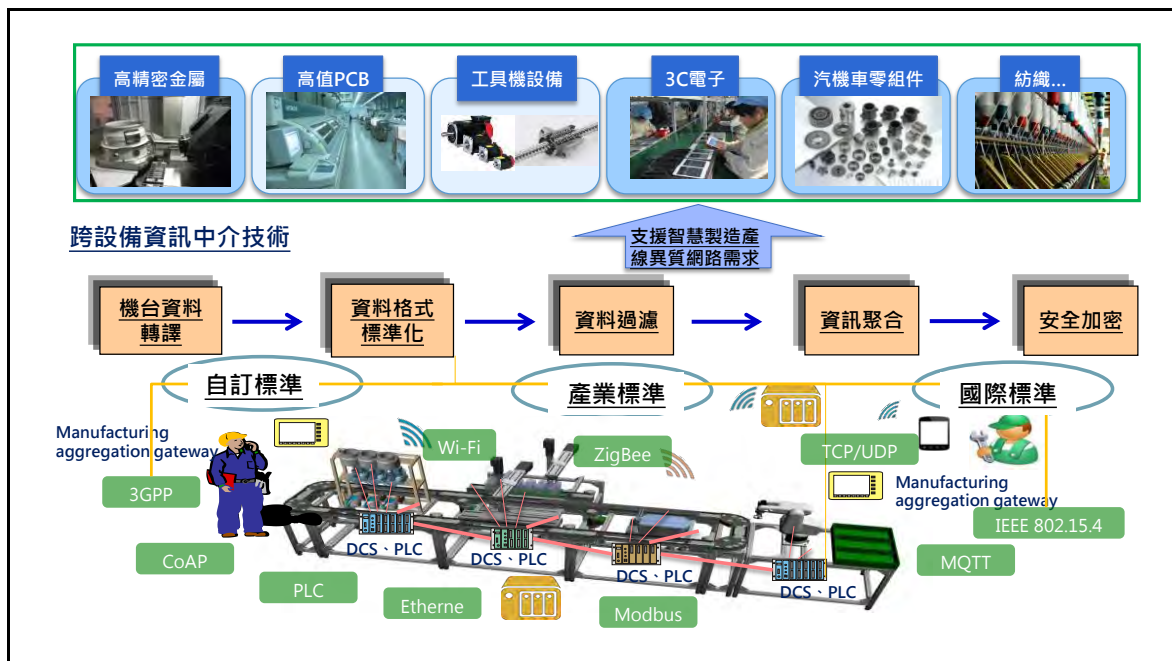 高精密金屬
高值PCB
工具機設備
3C電子
汽機車零組件
紡織...
跨設備資訊中介技術
支援智慧製造產
線異質網路需求
機台資料
轉譯
資料格式
標準化
資料過濾
資訊聚合
安全加密
自訂標準
產業標準
國際標準
Manufacturing
aggregation gateway
Wi-Fi
ZigBee
TCP/UDP
3GPP
Manufacturing
aggregation gateway
IEEE 802.15.4
DCS、PLC
DCS、PLC
DCS、PLC
DCS、PLC
CoAP
MQTT
PLC
Etherne
Modbus